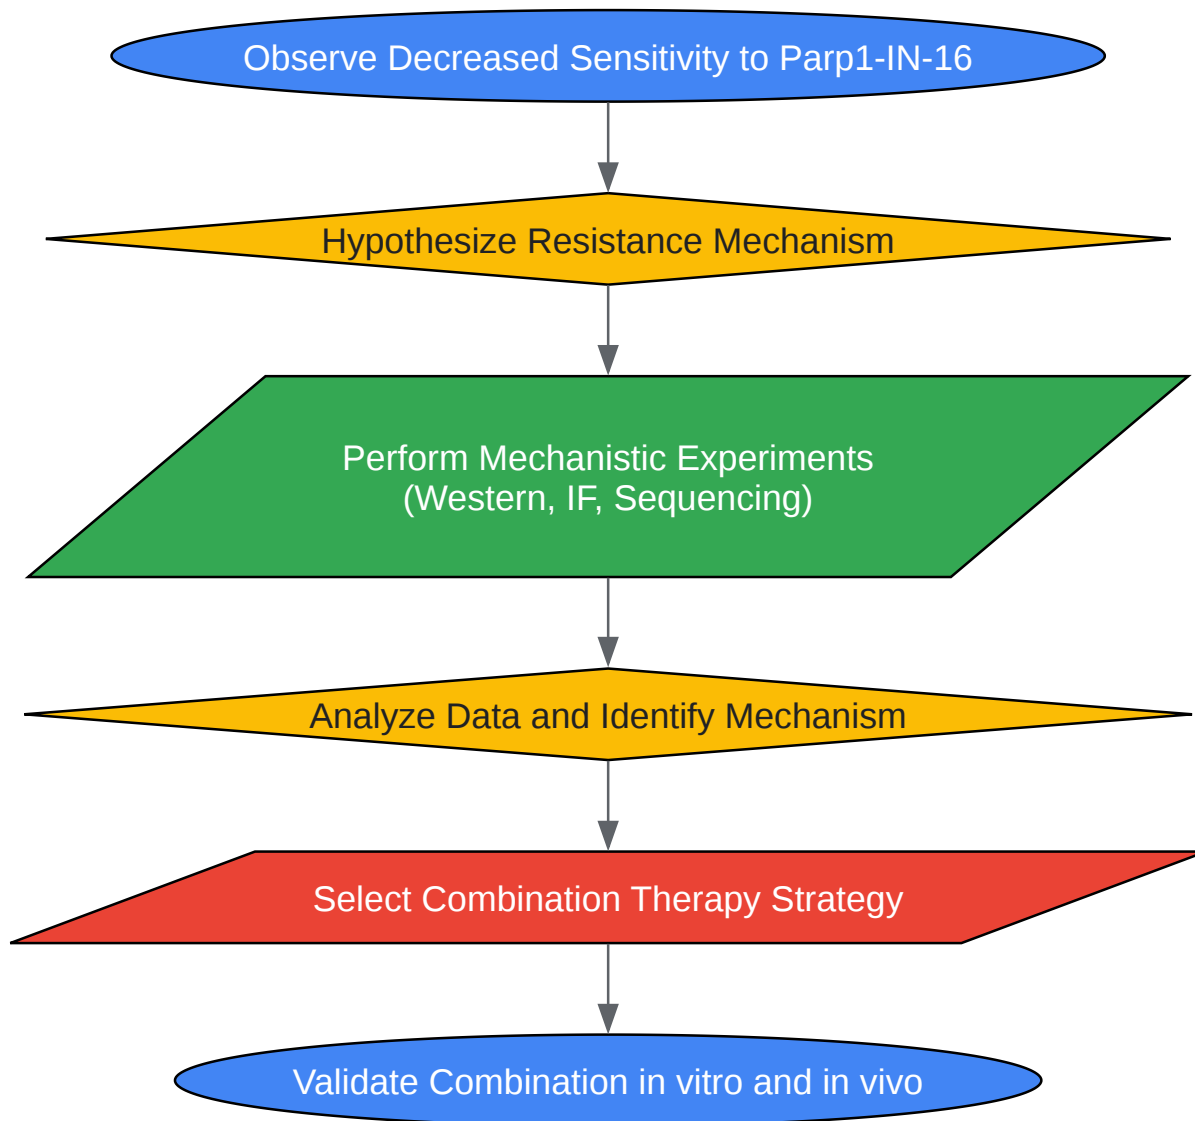 Observe Decreased Sensitivity to Parp1-IN-16
Hypothesize Resistance Mechanism
Perform Mechanistic Experiments
(Western, IF, Sequencing)
Analyze Data and Identify Mechanism
Select Combination Therapy Strategy
Validate Combination in vitro and in vivo